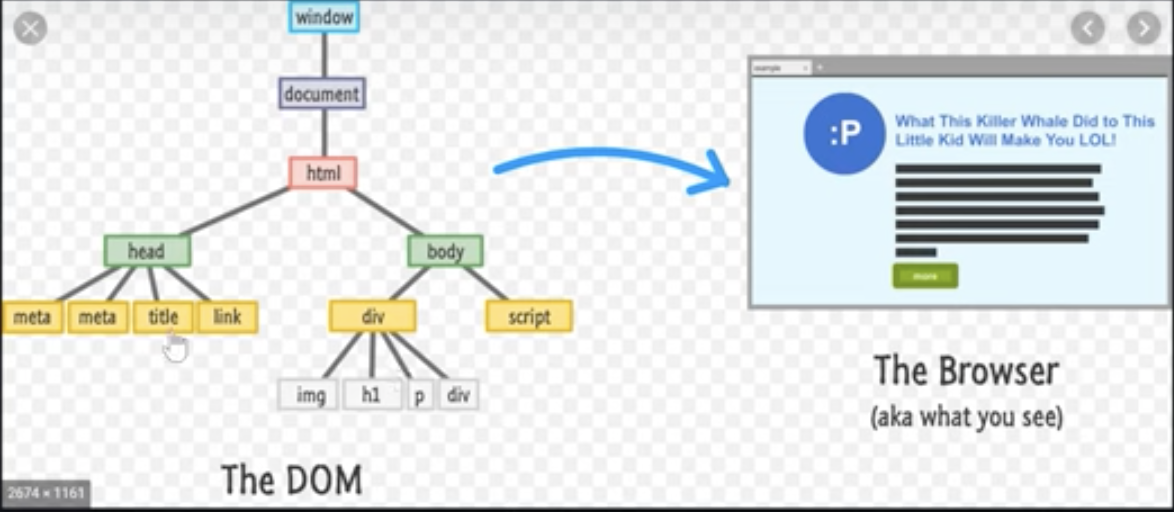 window
document
html
head
body
meta
meta
title
link
div
script
img
h1
p
div
The DOM
2674 × 1161
example
:P
What This Killer Whale Did to This
Little Kid Will Make You LOL!
more
The Browser
(aka what you see)